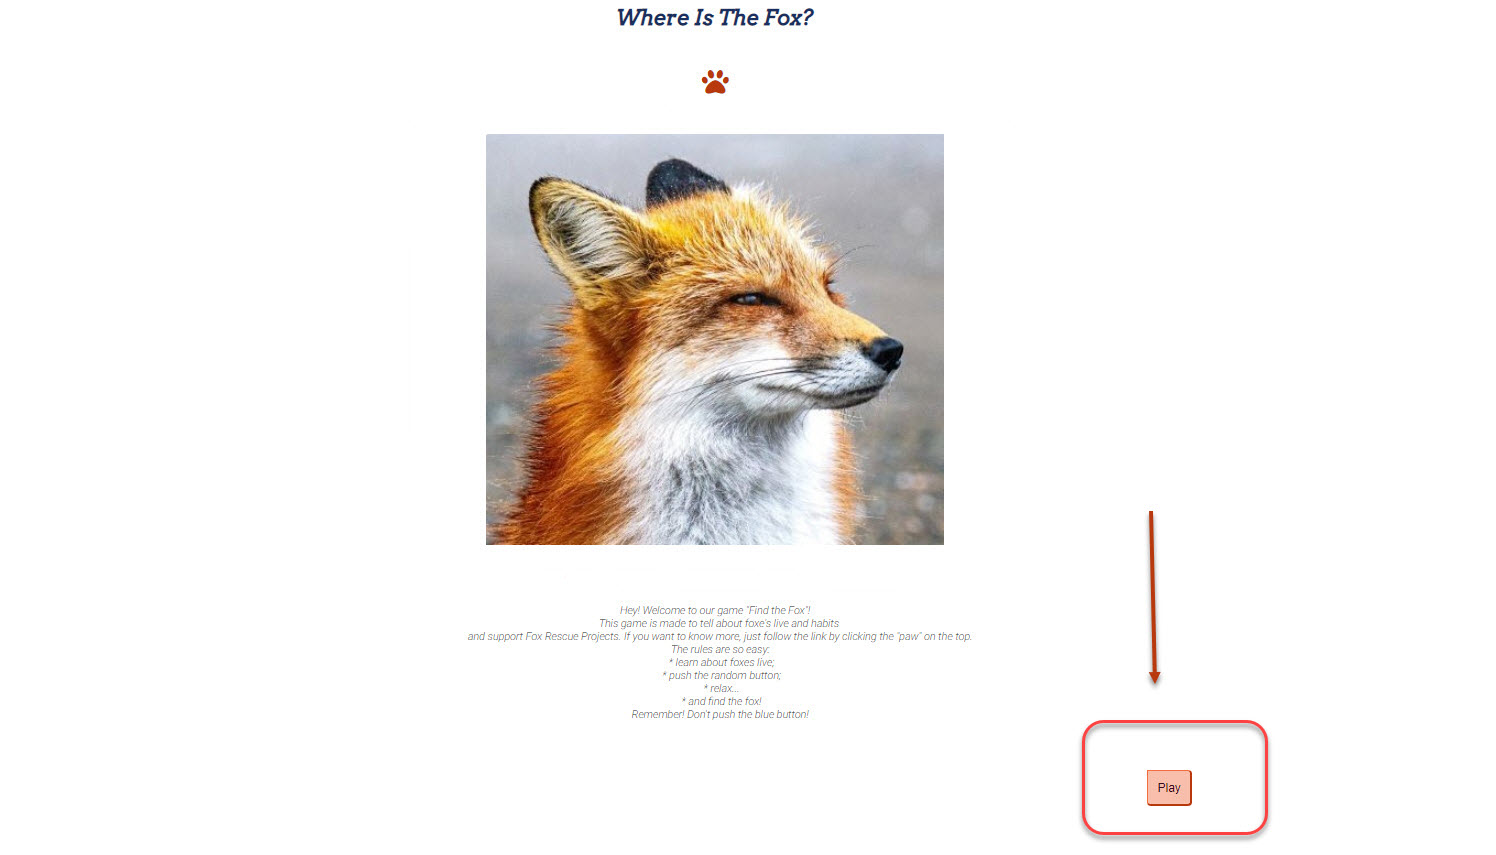 Where Is The Fox?
Hey! Welcome to our game "Find the Fox"!
This game is made to tell about foxe's live and habits
and support Fox Rescue Projects. If you want to know more, just follow the link by clicking the "paw" on the top.
The rules are so easy:
* learn about foxes live;
* push the random button;
* relax...
* and find the fox!
Remember! Don't push the blue button!
Play